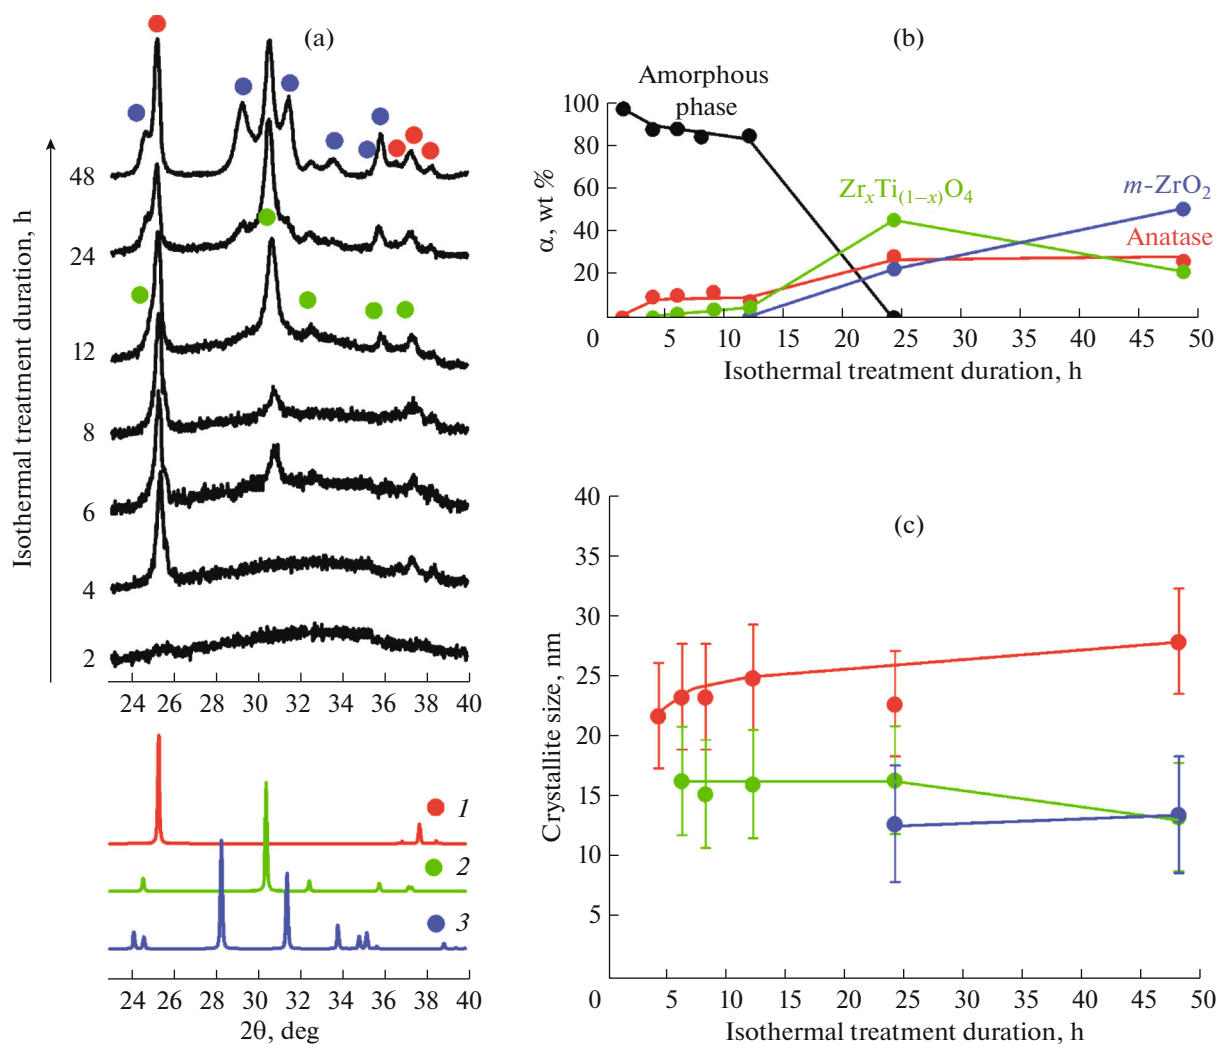 (a)
Isothermal treatment duration, h
48
24
12
8
6
4
2
24 26 28 30 32 34 36 38 40
1
2
3
24 26 28 30 32 34 36 38 40
2θ, deg
(b)
Amorphous
phase
Zr_xTi_(1–x)O_4
m-ZrO_2
Anatase
α, wt %
100
80
60
40
20
0 5 10 15 20 25 30 35 40 45 50
Isothermal treatment duration, h
(c)
Crystallite size, nm
40
35
30
25
20
15
10
5
0 5 10 15 20 25 30 35 40 45 50
Isothermal treatment duration, h